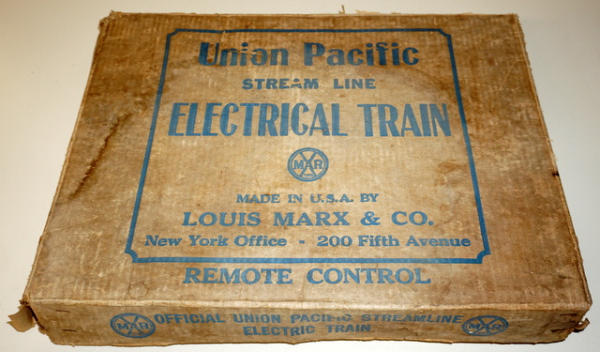 Union Pacific
STREAM LINE
ELECTRICAL TRAIN
MAR
MADE IN U.S.A. BY
LOUIS MARX & CO.
New York Office - 200 Fifth Avenue
REMOTE CONTROL
MAR OFFICIAL UNION PACIFIC STREAMLINE MAR
ELECTRIC TRAIN